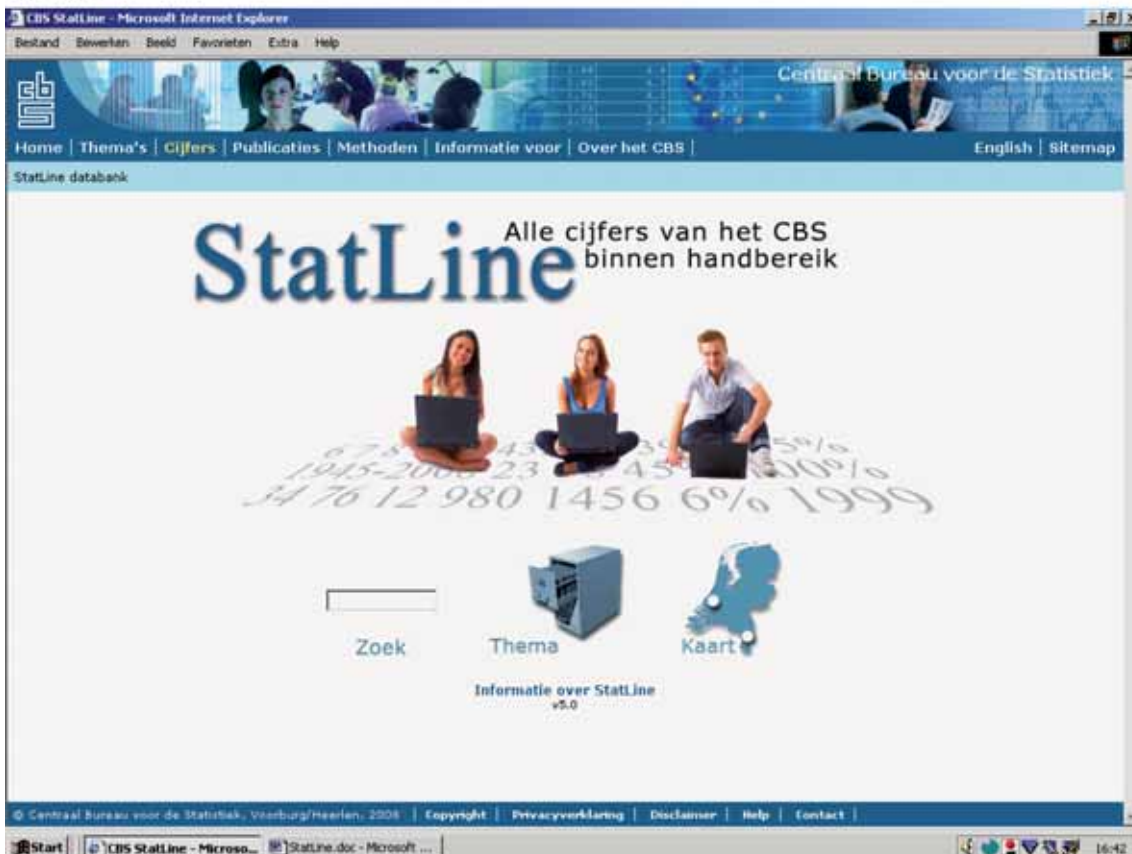 CBS StatLine - Microsoft Internet Explorer
Bestand Bewerken Beeld Favorieten Extra Help
cbs
Centraal Bureau voor de Statistiek
Home | Thema's | Cijfers | Publicaties | Methoden | Informatie voor | Over het CBS |
English | Sitemap
StatLine databank
StatLine
Alle cijfers van het CBS
binnen handbereik
1456 6% 1999
34 76 12 980
Zoek
Thema
Kaart
Informatie over StatLine
v5.0
© Centraal Bureau voor de Statistiek, Voorburg/Heerlen, | Copyright | Privacyverklaring | Disclaimer | Help | Contact |
Start
CBS StatLine - Microso...
StatLine.doc - Microsoft ...
16:42